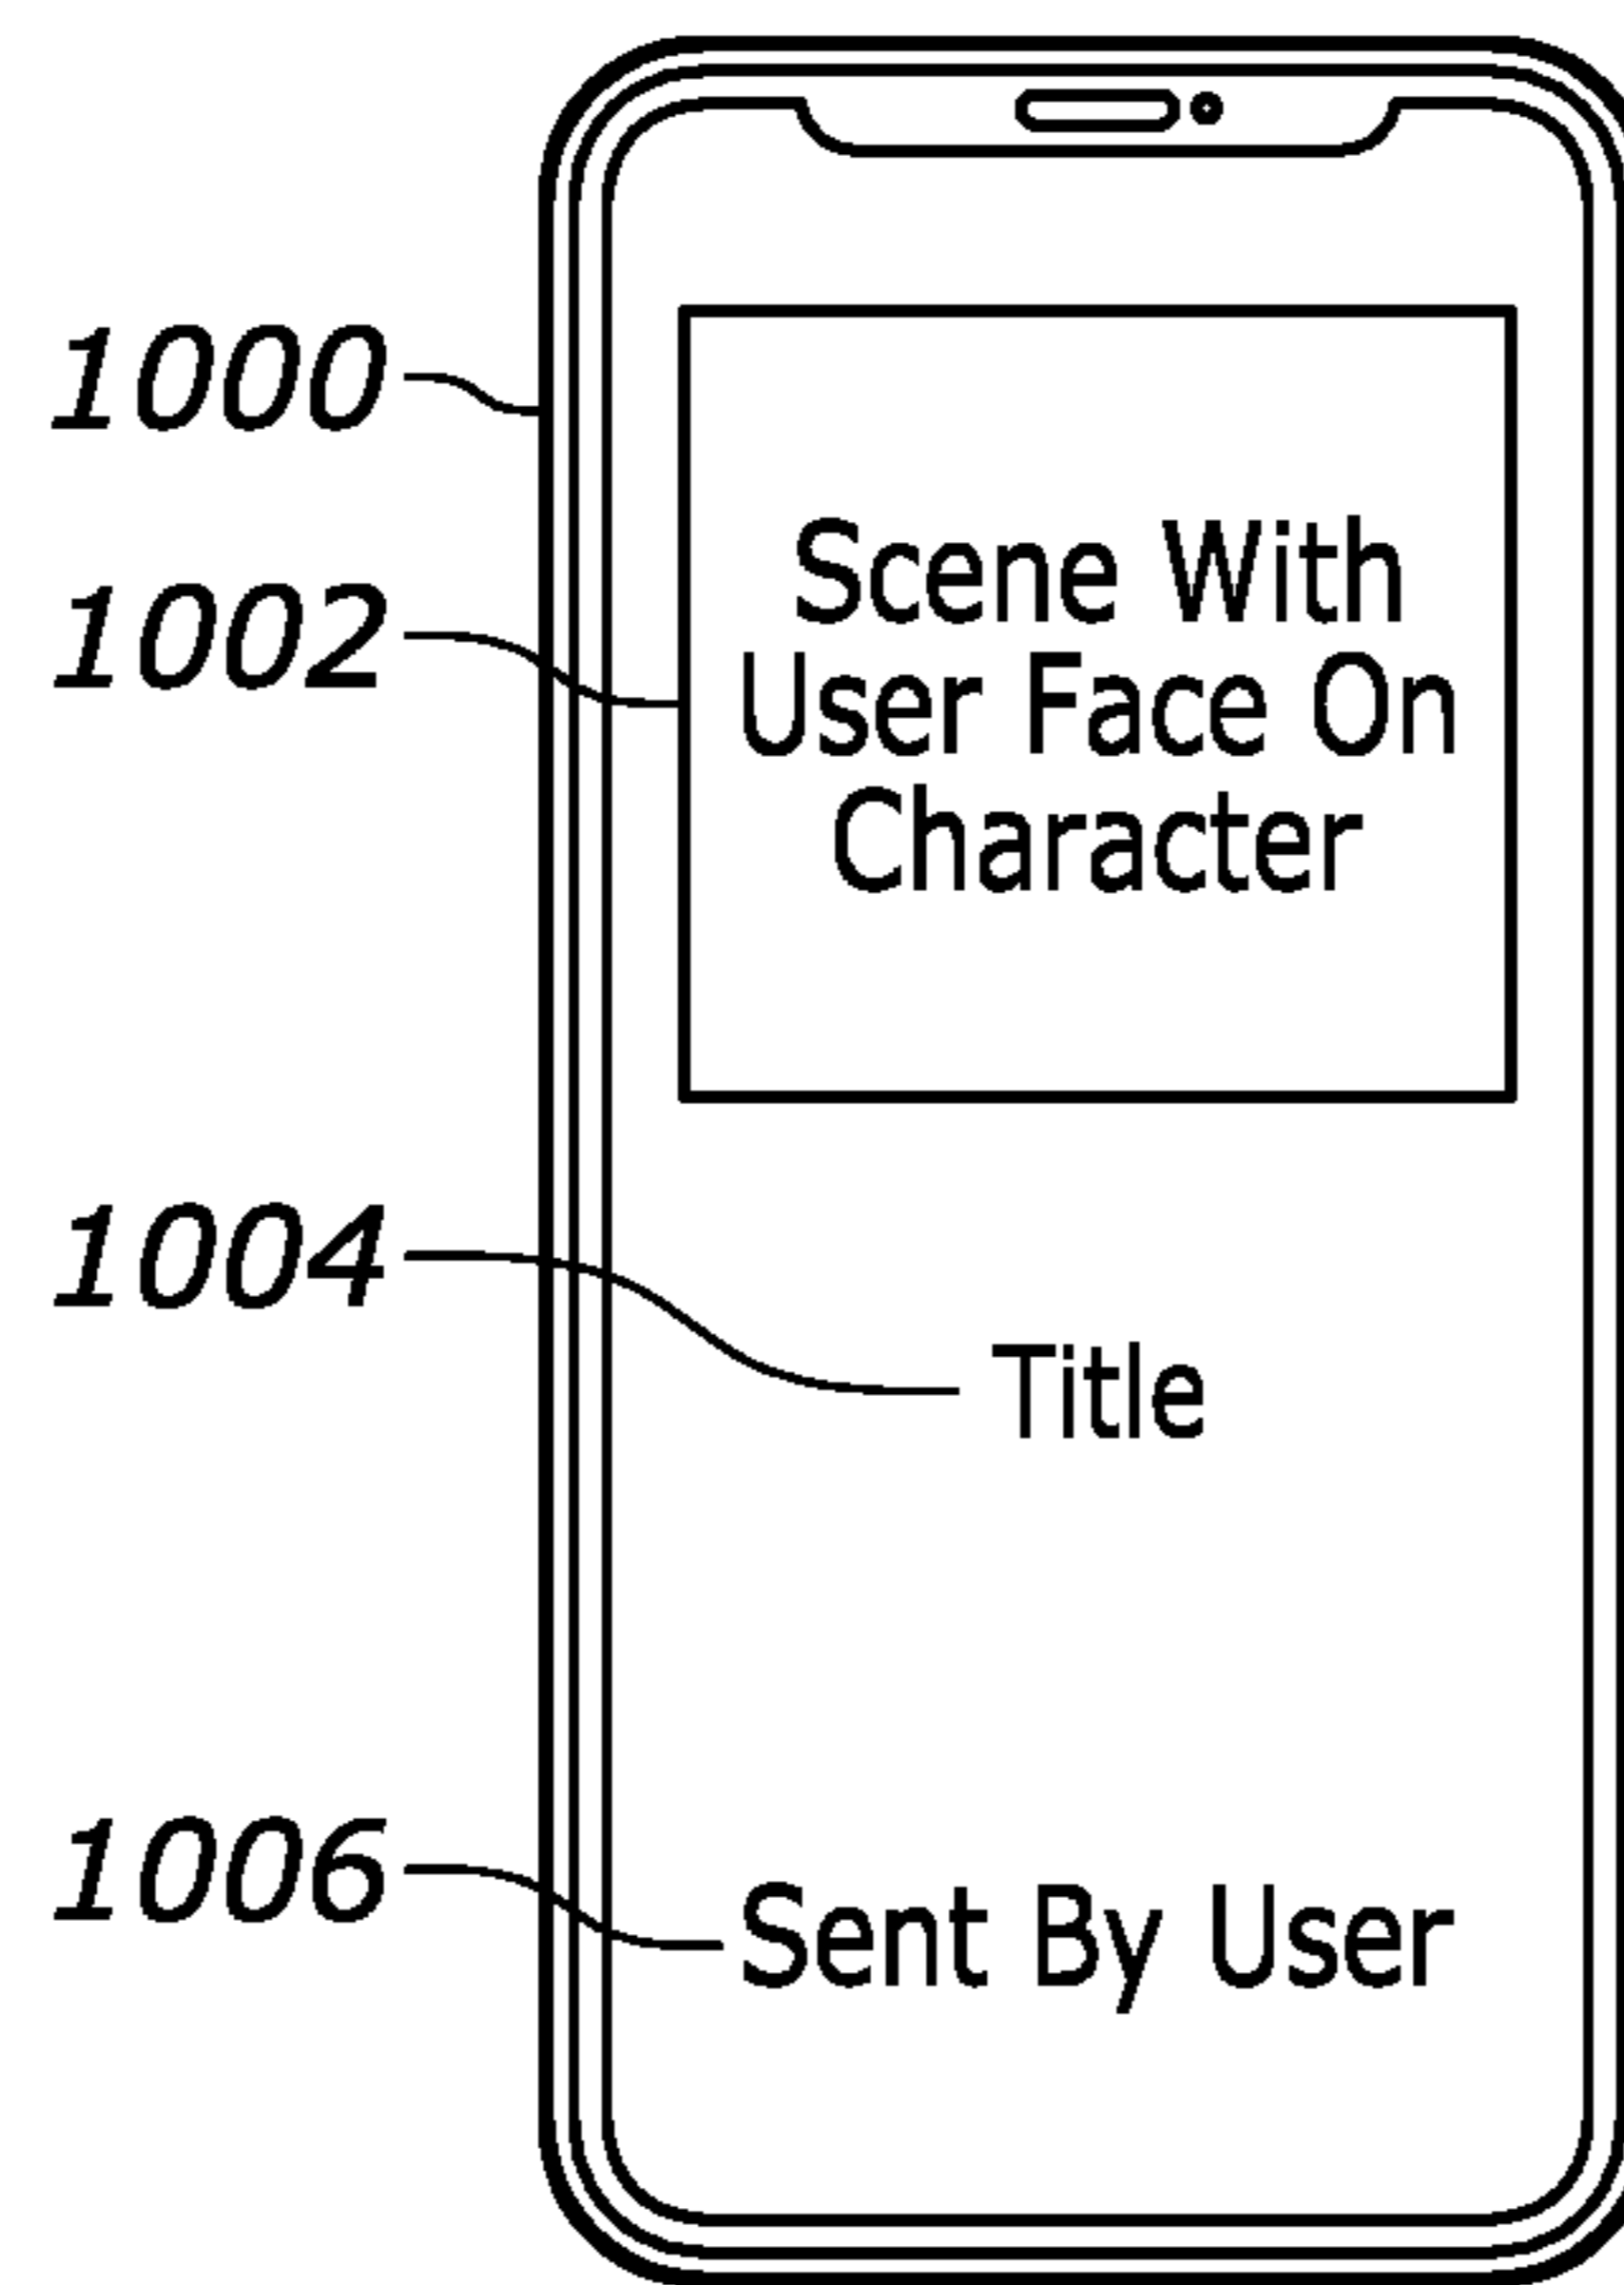 1000
1002
Scene With
User Face On
Character
1004
Title
1006
Sent By User